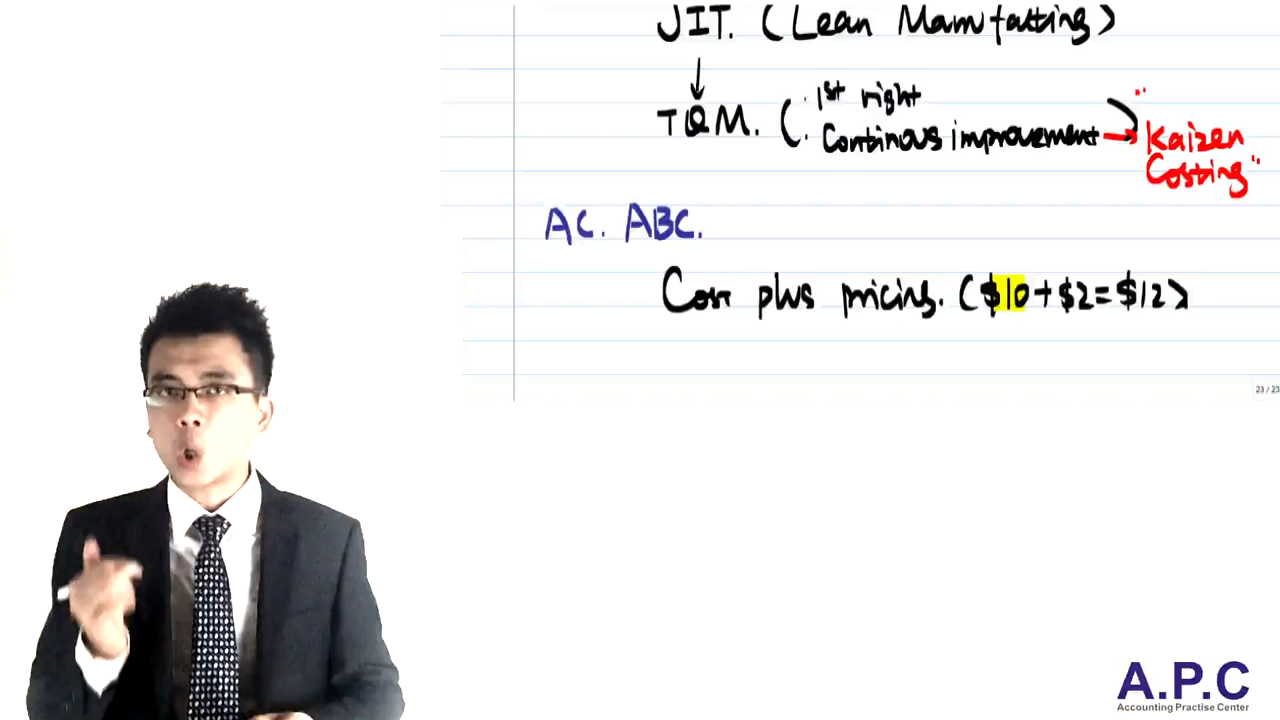 JIT. (Lean Manufatting)
↓
TQM. (. 1st right
. Continous improvement) → "Kaizen
Costing"
AC. ABC.
Cost plus pricing. ($10+$2=$12)
23 / 23
A.P.C
Accounting Practise Center